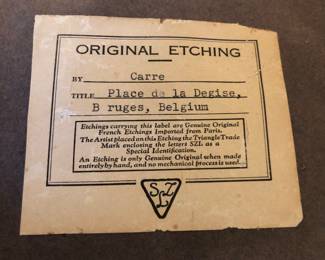 ORIGINAL ETCHING
BY Carre
TITLE Place de la Degise,
B ruges, Belgium
Etchings carrying this label are Genuine Original
French Etchings Imported from Paris.
The Artist placed on this Etching the Triangle Trade
Mark enclosing the letters SZL as a
Special Identification.
An Etching is only Genuine Original when made
entirely by hand, and no mechanical process is used.
SZL